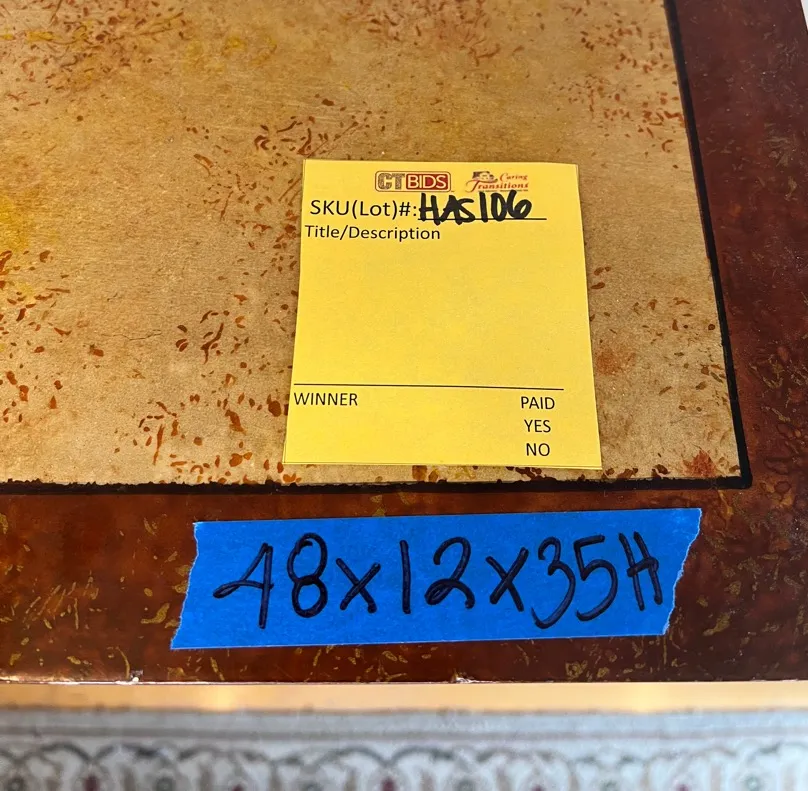 CTBIDS Caring Transitions
SKU(Lot)#: HAS106
Title/Description
WINNER PAID
YES
NO
48x12x35H